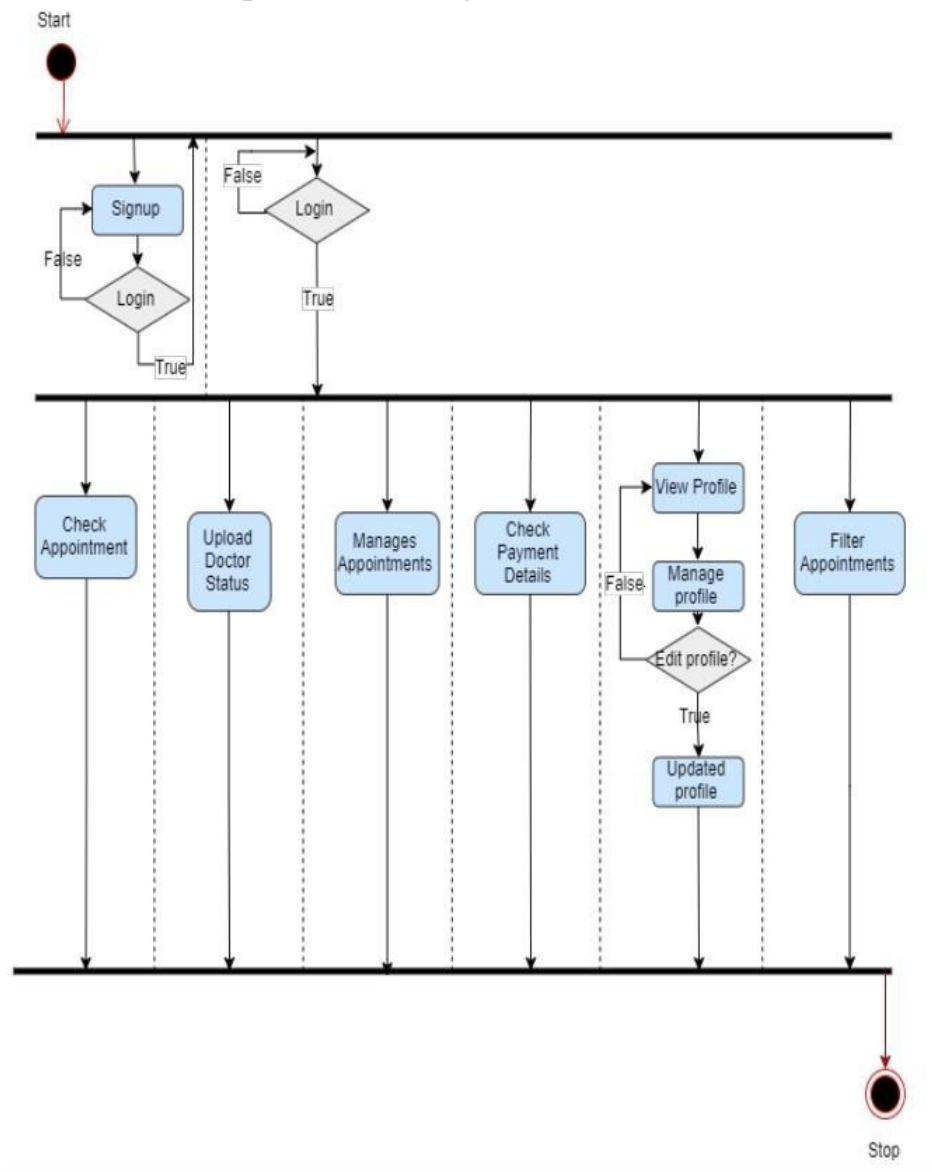 Start
False
Login
Signup
False
Login
True
True
Check
Appointment
Upload
Doctor
Status
Manages
Appointments
Check
Payment
Details
View Profile
False
Manage
profile
Edit profile?
True
Updated
profile
Filter
Appointments
Stop